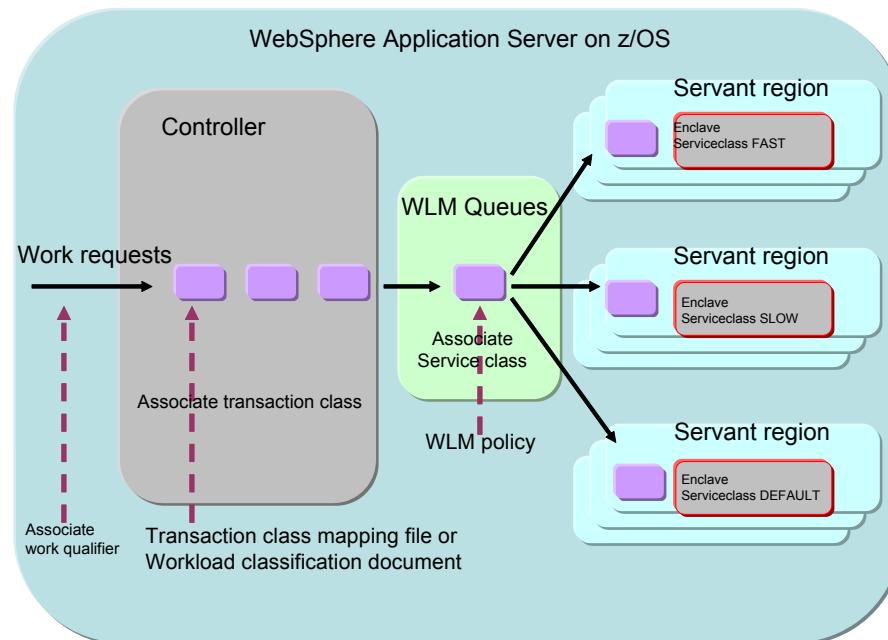 WebSphere Application Server on z/OS
Servant region
Enclave
Serviceclass FAST
Controller
WLM Queues
Work requests
Servant region
Enclave
Serviceclass SLOW
Associate
Service class
Associate transaction class
WLM policy
Servant region
Enclave
Serviceclass DEFAULT
Associate
work qualifier
Transaction class mapping file or
Workload classification document